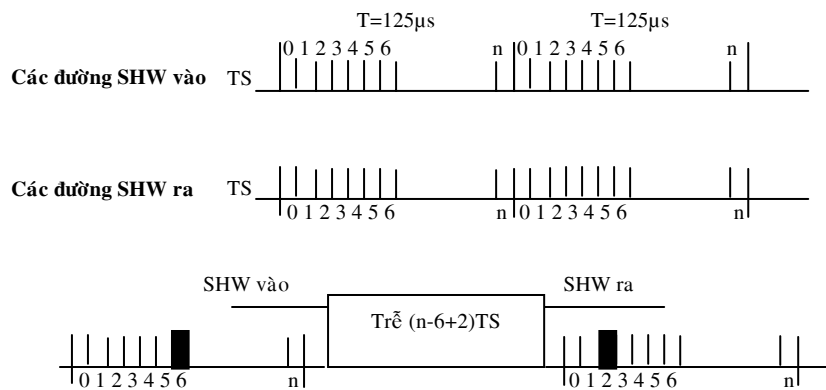 T=125µs T=125µs
0 1 2 3 4 5 6 n 0 1 2 3 4 5 6 n
Các đường SHW vào TS
Các đường SHW ra TS
0 1 2 3 4 5 6 n 0 1 2 3 4 5 6 n
SHW vào SHW ra
Trễ (n-6+2)TS
0 1 2 3 4 5 6 n 0 1 2 3 4 5 6 n